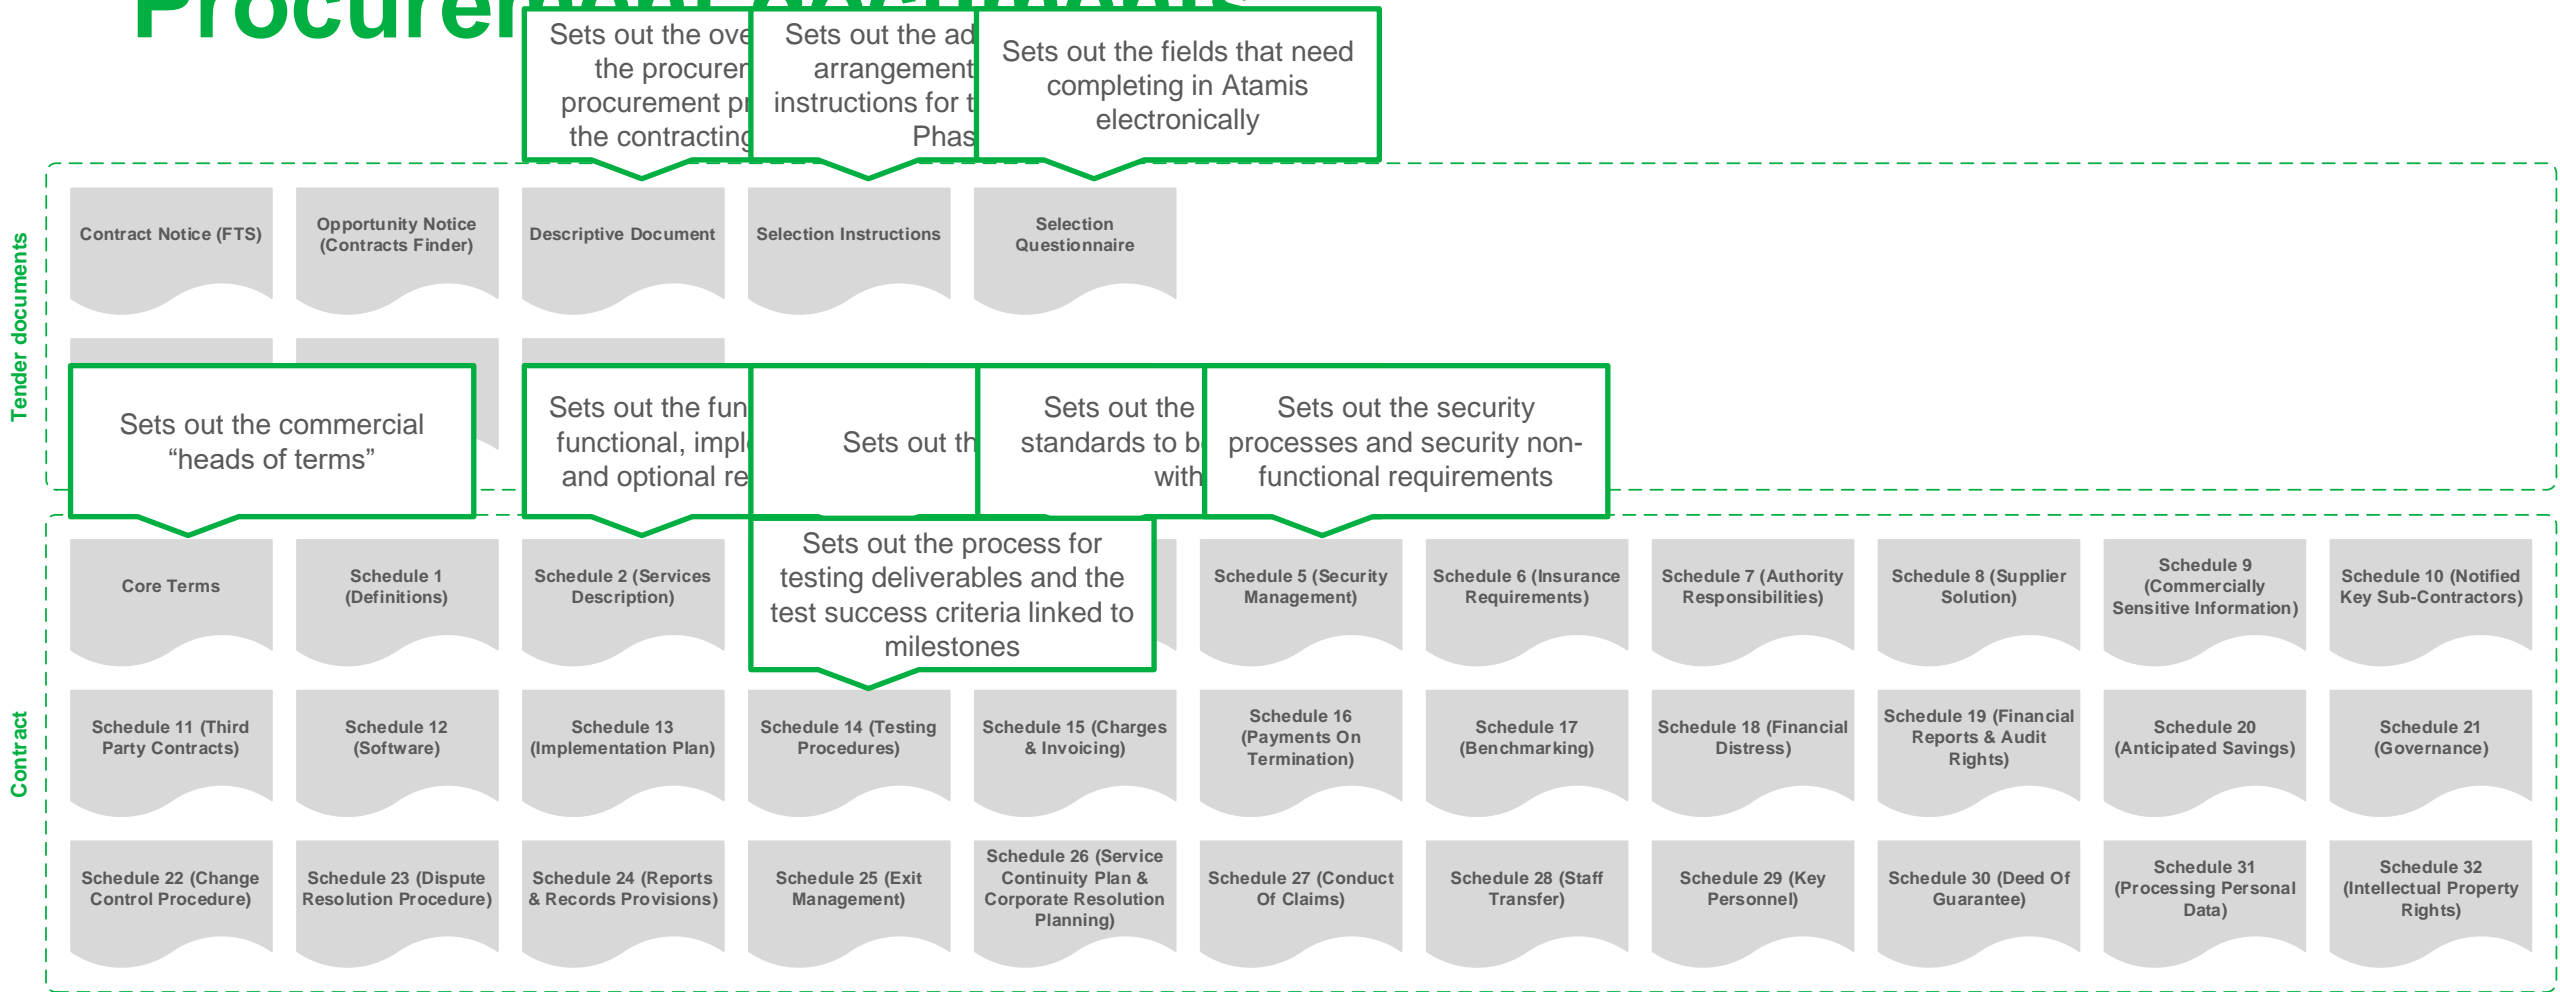 Procurement documents
Sets out the
the
procurement
the contracting
Sets out the
arrangement
instructions for
Sets out the fields that need
completing in Atamis
electronically
Tender documents
Contract Notice (FTS)
Opportunity Notice
(Contracts Finder)
Descriptive Document
Selection Instructions
Selection
Questionnaire
Sets out the commercial
“heads of terms”
Sets out the
functional,
and optional
Sets out
Sets out the
standards to
with
Sets out the security
processes and security non-
functional requirements
Sets out the process for
testing deliverables and the
test success criteria linked to
milestones
Contract
Core Terms
Schedule 1
(Definitions)
Schedule 2 (Services
Description)
Schedule 5 (Security
Management)
Schedule 6 (Insurance
Requirements)
Schedule 7 (Authority
Responsibilities)
Schedule 8 (Supplier
Solution)
Schedule 9
(Commercially
Sensitive Information)
Schedule 10 (Notified
Key Sub-Contractors)
Schedule 11 (Third
Party Contracts)
Schedule 12
(Software)
Schedule 13
(Implementation Plan)
Schedule 14 (Testing
Procedures)
Schedule 15 (Charges
& Invoicing)
Schedule 16
(Payments On
Termination)
Schedule 17
(Benchmarking)
Schedule 18 (Financial
Distress)
Schedule 19 (Financial
Reports & Audit
Rights)
Schedule 20
(Anticipated Savings)
Schedule 21
(Governance)
Schedule 22 (Change
Control Procedure)
Schedule 23 (Dispute
Resolution Procedure)
Schedule 24 (Reports
& Records Provisions)
Schedule 25 (Exit
Management)
Schedule 26 (Service
Continuity Plan &
Corporate Resolution
Planning)
Schedule 27 (Conduct
Of Claims)
Schedule 28 (Staff
Transfer)
Schedule 29 (Key
Personnel)
Schedule 30 (Deed Of
Guarantee)
Schedule 31
(Processing Personal
Data)
Schedule 32
(Intellectual Property
Rights)